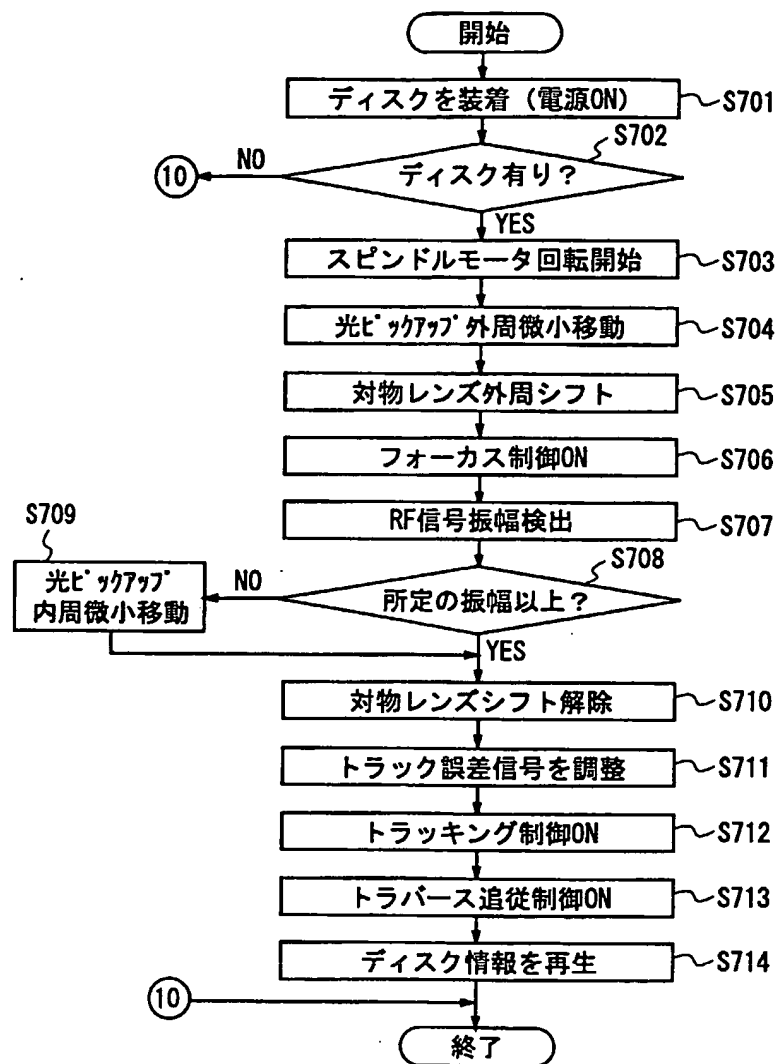 開始
ディスクを装着（電源ON）
S701
S702
NO
ディスク有り？
10
YES
スピンドルモータ回転開始
S703
光ﾋﾟｯｸｱｯﾌﾟ外周微小移動
S704
対物レンズ外周シフト
S705
フォーカス制御ON
S706
S709
RF信号振幅検出
S707
S708
光ﾋﾟｯｸｱｯﾌﾟ
内周微小移動
NO
所定の振幅以上？
YES
対物レンズシフト解除
S710
トラック誤差信号を調整
S711
トラッキング制御ON
S712
トラバース追従制御ON
S713
ディスク情報を再生
S714
10
終了